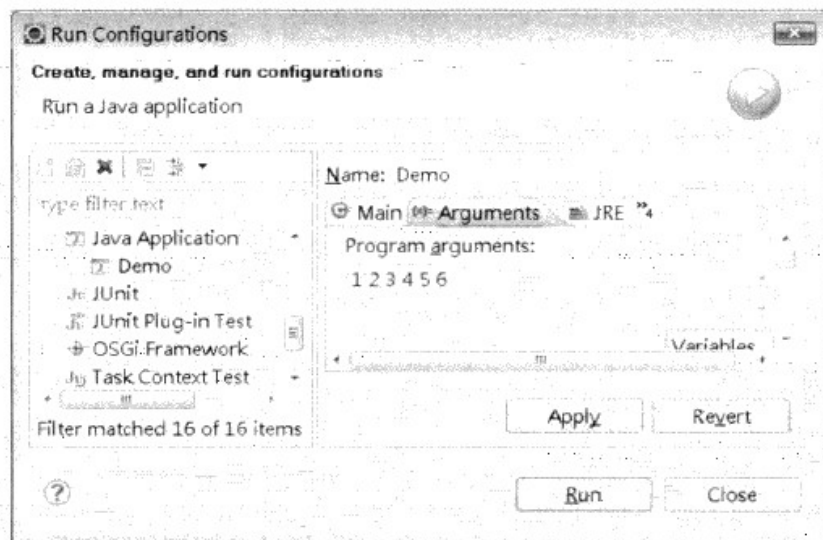 Run Configurations
Create, manage, and run configurations
Run a Java application
type filter text
Java Application
Demo
JUnit
JUnit Plug-in Test
OSGi Framework
Task Context Test
Filter matched 16 of 16 items
Name: Demo
Main Arguments JRE »4
Program arguments:
1 2 3 4 5 6
Variables
Apply Revert
? Run Close